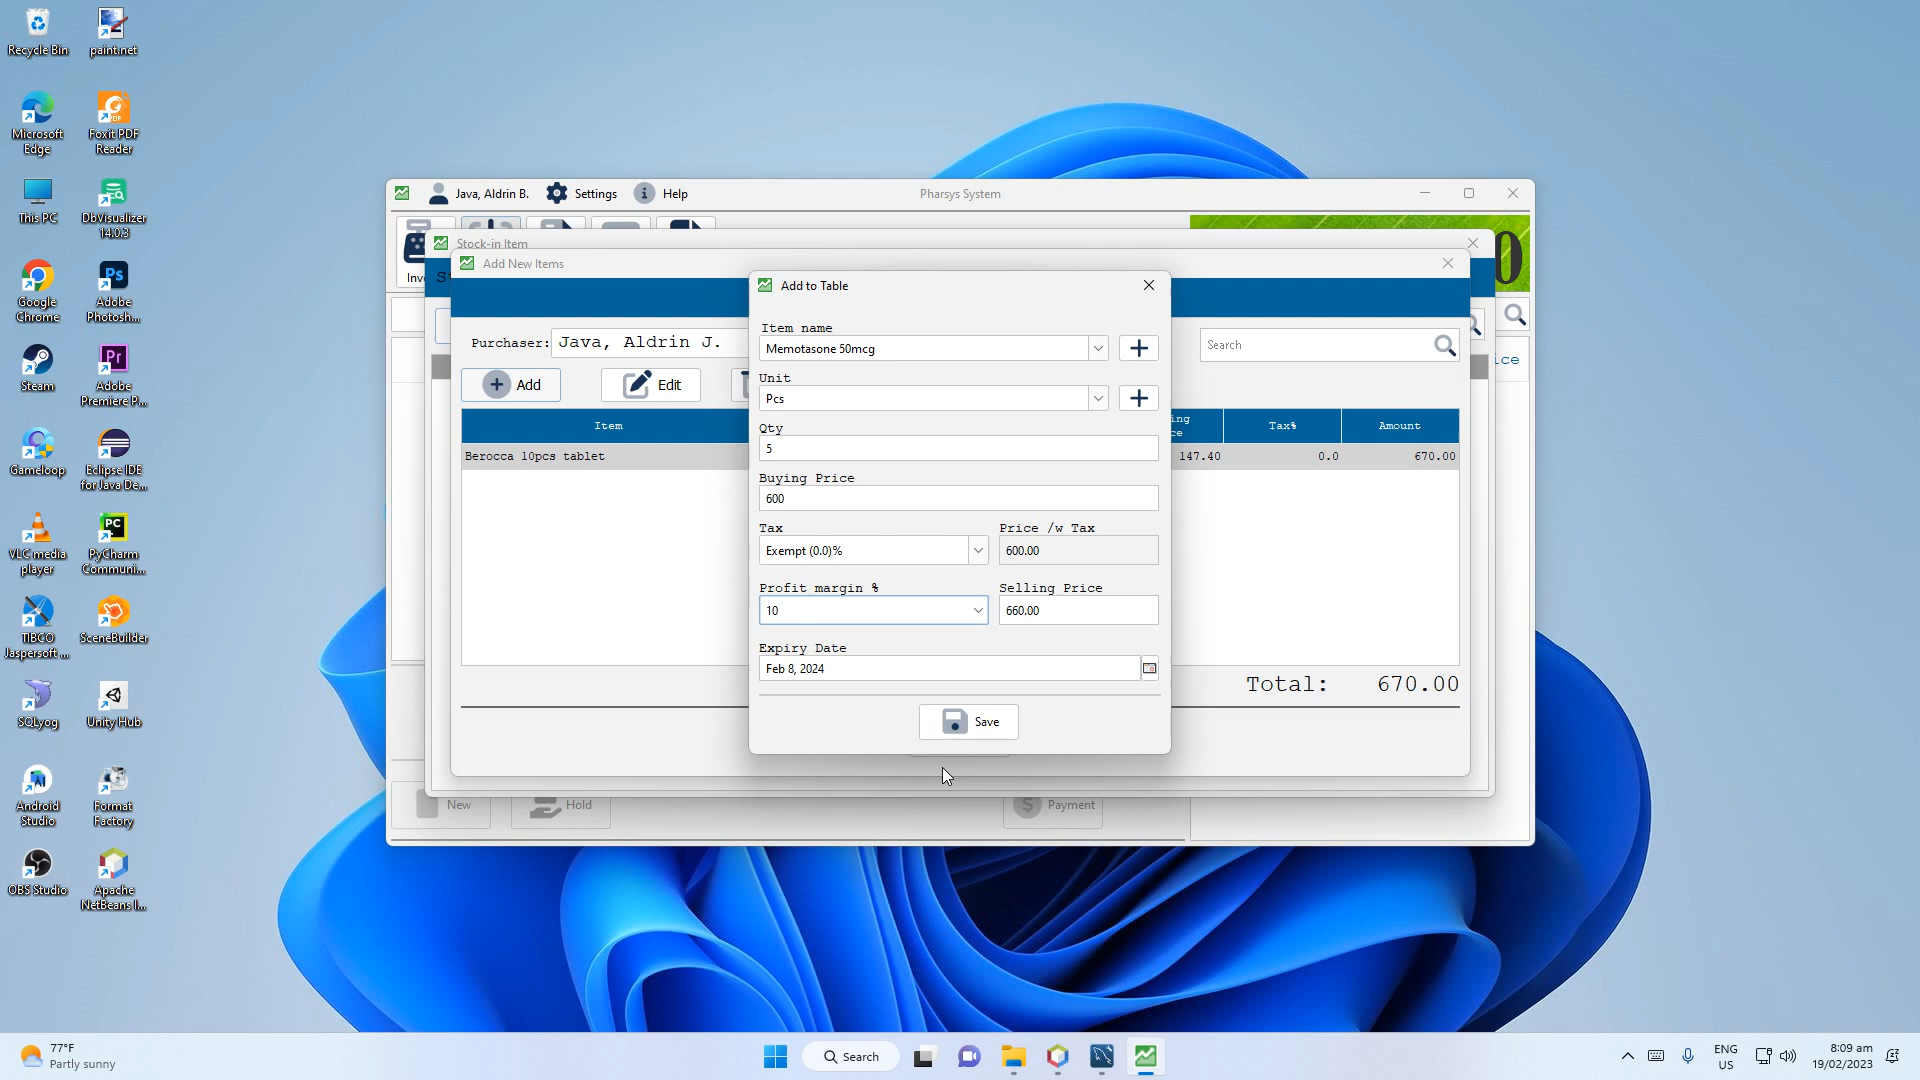 Recycle Bin
paint.net
Microsoft Edge
Foxit PDF Reader
This PC
DbVisualizer 14.0.3
Google Chrome
Adobe Photosh...
Steam
Adobe Premiere P...
Gameloop
Eclipse IDE for Java De...
VLC media player
PyCharm Communi...
TIBCO Jaspersoft ...
SceneBuilder
SQLyog
Unity Hub
Android Studio
Format Factory
OBS Studio
Apache NetBeans I...
Java, Aldrin B.
Settings
Help
Pharsys System
Inv
Stock-in Item
S
0
ice
Add New Items
Purchaser:
Java, Aldrin J.
Search
Add
Edit
Item
ing
ce
Tax%
Amount
Berocca 10pcs tablet
147.40
0.0
670.00
Total: 670.00
Add to Table
Item name
Memotasone 50mcg
Unit
Pcs
Qty
5
Buying Price
600
Tax
Price /w Tax
Exempt (0.0)%
600.00
Profit margin %
Selling Price
10
660.00
Expiry Date
Feb 8, 2024
Save
New
Hold
Payment
77°F
Partly sunny
Search
ENG
US
8:09 am
19/02/2023